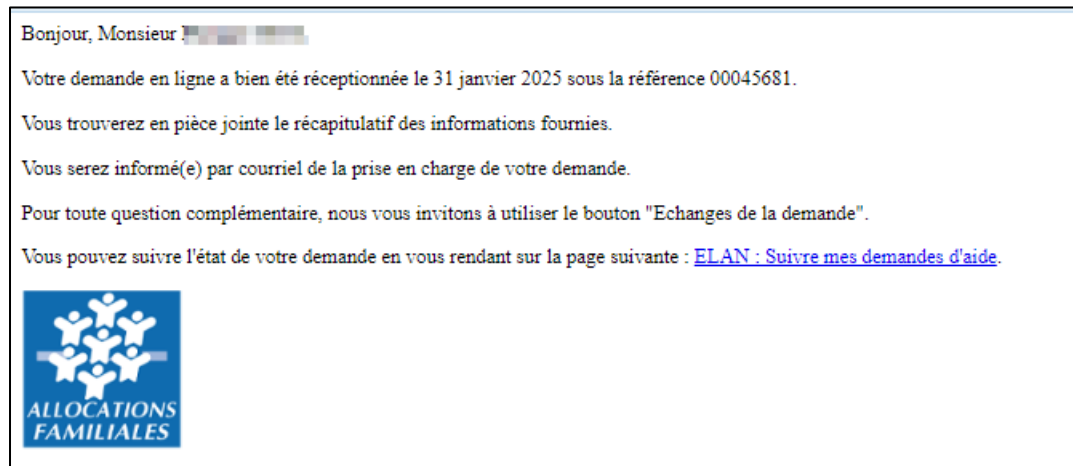 Bonjour, Monsieur
Votre demande en ligne a bien été réceptionnée le 31 janvier 2025 sous la référence 00045681.
Vous trouverez en pièce jointe le récapitulatif des informations fournies.
Vous serez informé(e) par courriel de la prise en charge de votre demande.
Pour toute question complémentaire, nous vous invitons à utiliser le bouton "Echanges de la demande".
Vous pouvez suivre l'état de votre demande en vous rendant sur la page suivante : ELAN : Suivre mes demandes d'aide.
ALLOCATIONS
FAMILIALES